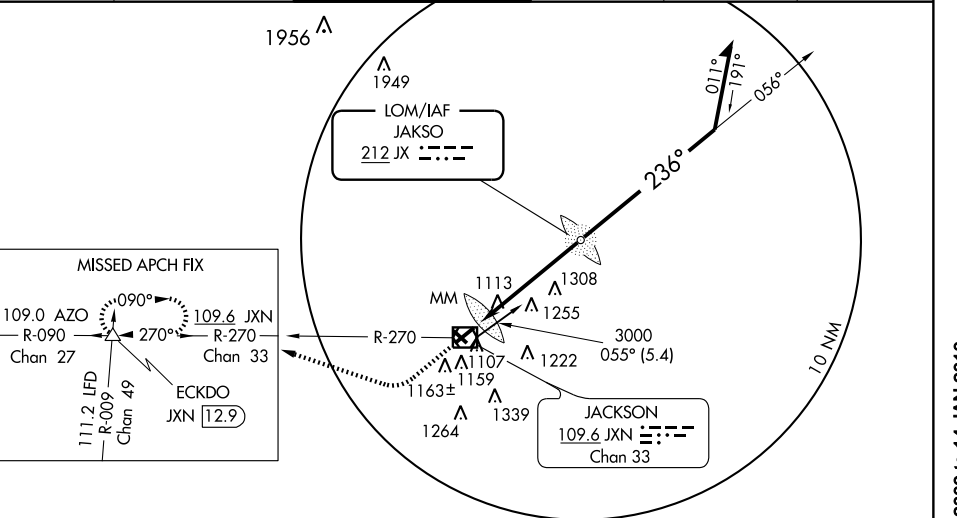 1956
1949
LOM/IAF
JAKSO
212 JX
236°
011°
191°
056°
MISSED APCH FIX
090°
270°
109.0 AZO
R-090
Chan 27
109.6 JXN
R-270
Chan 33
111.2 LFD
R-009
Chan 49
ECKDO
JXN 12.9
R-270
MM
1113
1308
1255
3000
055° (5.4)
1222
1107
1159
1163±
1339
1264
JACKSON
109.6 JXN
Chan 33
10 NM